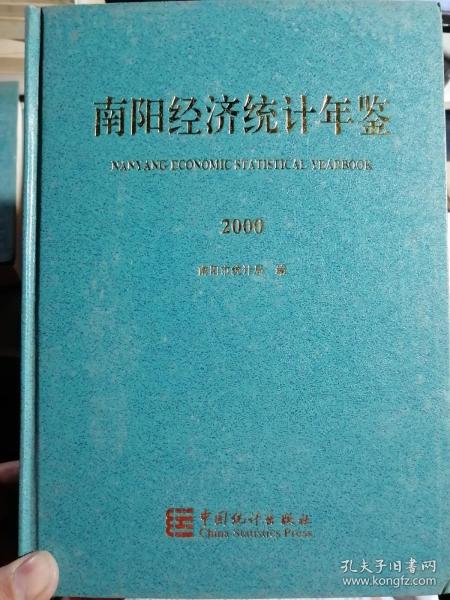 南阳经济统计年鉴
NANYANG ECONOMIC STATISTICAL YEARBOOK
2000
南阳市统计局 编
中国统计出版社
China Statistics Press
孔夫子旧书网
www.kongfz.com